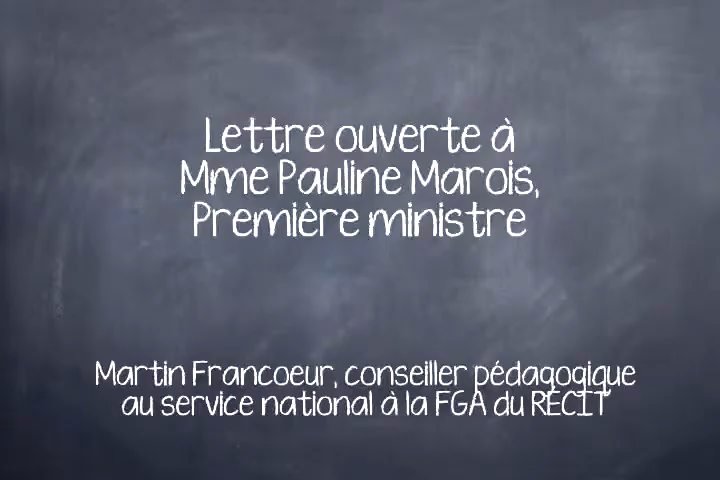 Lettre ouverte à
Mme Pauline Marois,
Première ministre
Martin Francoeur, conseiller pédagogique
au service national à la FGA du RÉCIT